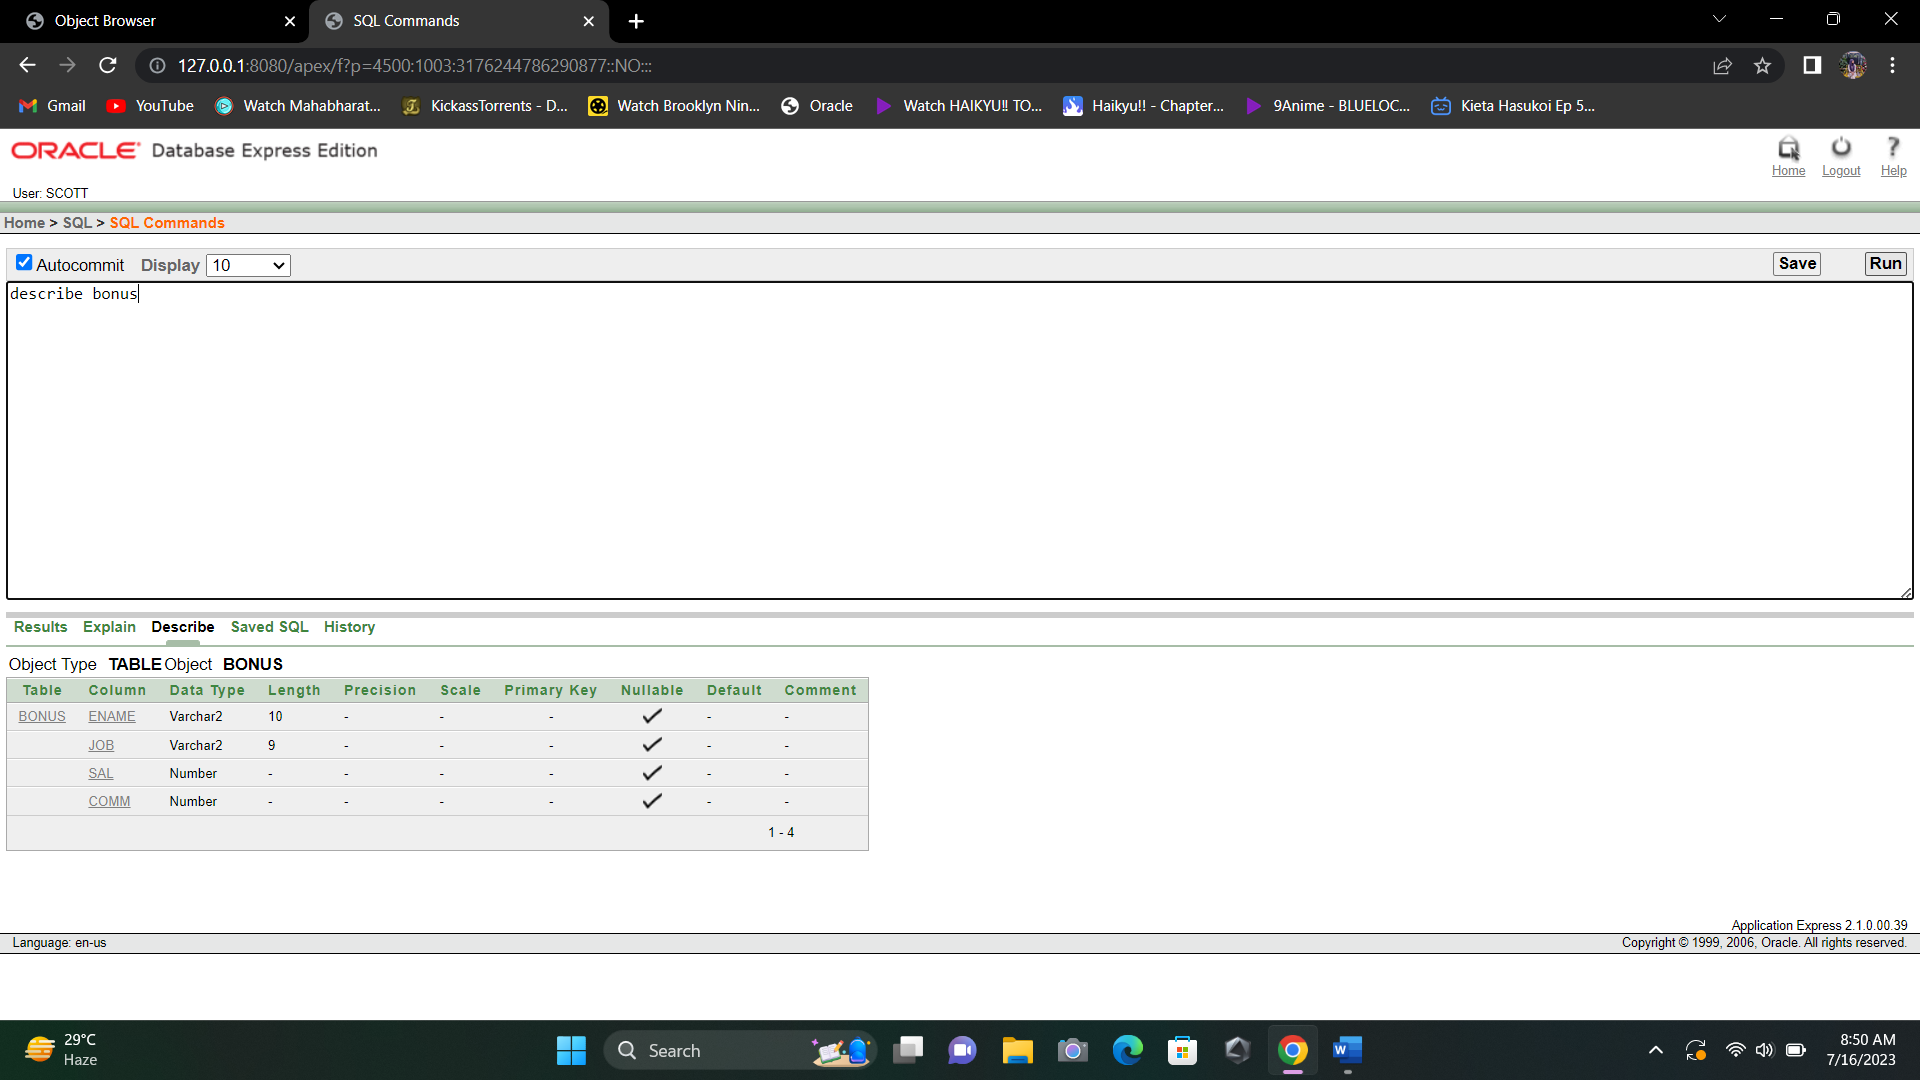 Object Browser
SQL Commands
127.0.0.1:8080/apex/f?p=4500:1003:3176244786290877::NO:::
Gmail YouTube Watch Mahabharat... KickassTorrents - D... Watch Brooklyn Nin... Oracle Watch HAIKYU!! TO... Haikyu!! - Chapter... 9Anime - BLUELOC... Kieta Hasukoi Ep 5...
ORACLE Database Express Edition
Home Logout Help
User: SCOTT
Home > SQL > SQL Commands
Autocommit Display 10 Save Run
describe bonus
Results Explain Describe Saved SQL History
Object Type TABLE Object BONUS
Table Column Data Type Length Precision Scale Primary Key Nullable Default Comment
BONUS ENAME Varchar2 10 - - - - -
JOB Varchar2 9 - - - - -
SAL Number - - - - - -
COMM Number - - - - - -
1 - 4
Application Express 2.1.0.00.39
Language: en-us Copyright © 1999, 2006, Oracle. All rights reserved.
29°C
Haze
Search
8:50 AM
7/16/2023